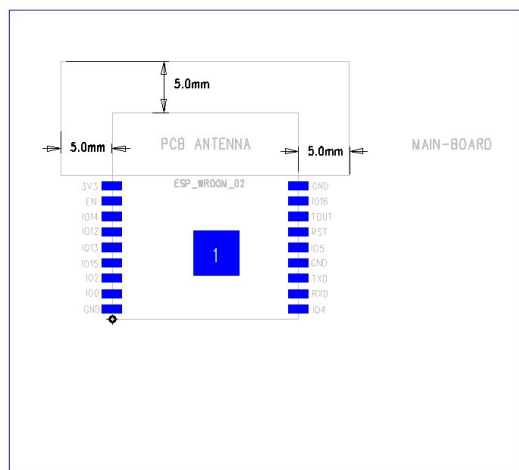 5.0mm
5.0mm
PCB ANTENNA
5.0mm
MAIN-BOARD
ESP_WROOM_02
3V3
GND
EN
IO16
IO14
TOUT
IO12
RST
IO13
IO5
IO15
GND
IO2
TXD
IO0
RXD
GND
IO4
1